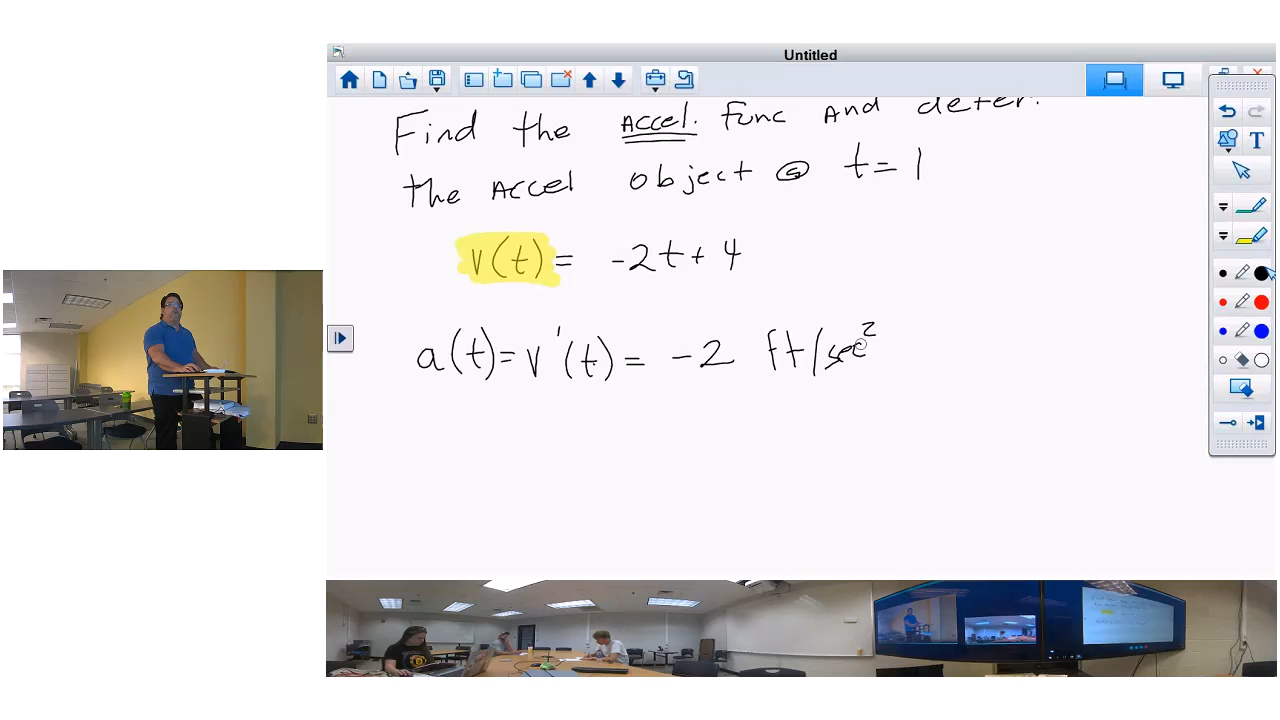 Untitled
Find the ACCEL. func AND deter.
the ACCEL object @ t = 1
v(t) = -2t + 4
a(t) = v'(t) = -2 ft/sec²
T